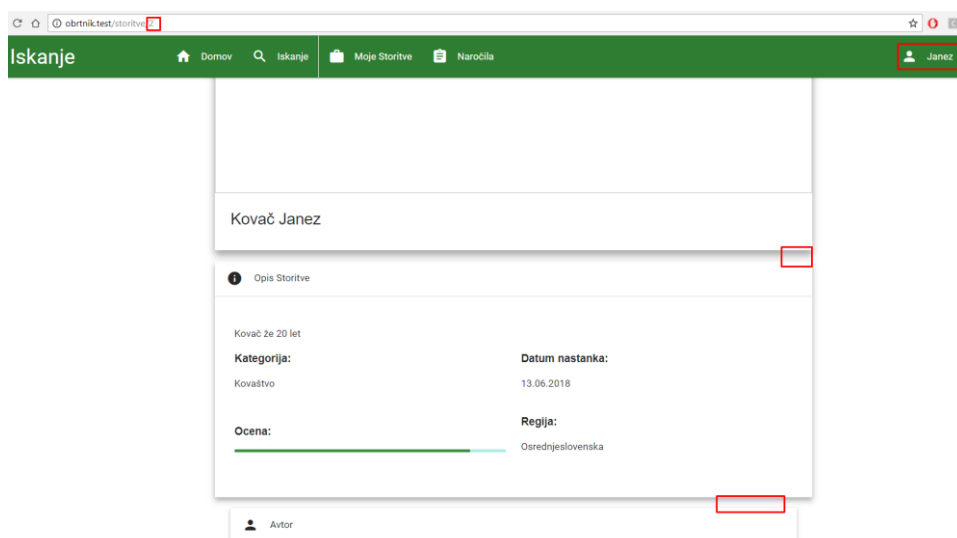 obrtnik.test/storitve/2
Iskanje Domov Iskanje Moje Storitve Naročila Janez
Kovač Janez
Opis Storitve
Kovač že 20 let
Kategorija: Datum nastanka:
Kovaštvo 13.06.2018
Regija:
Ocena:
Osrednjeslovenska
Avtor